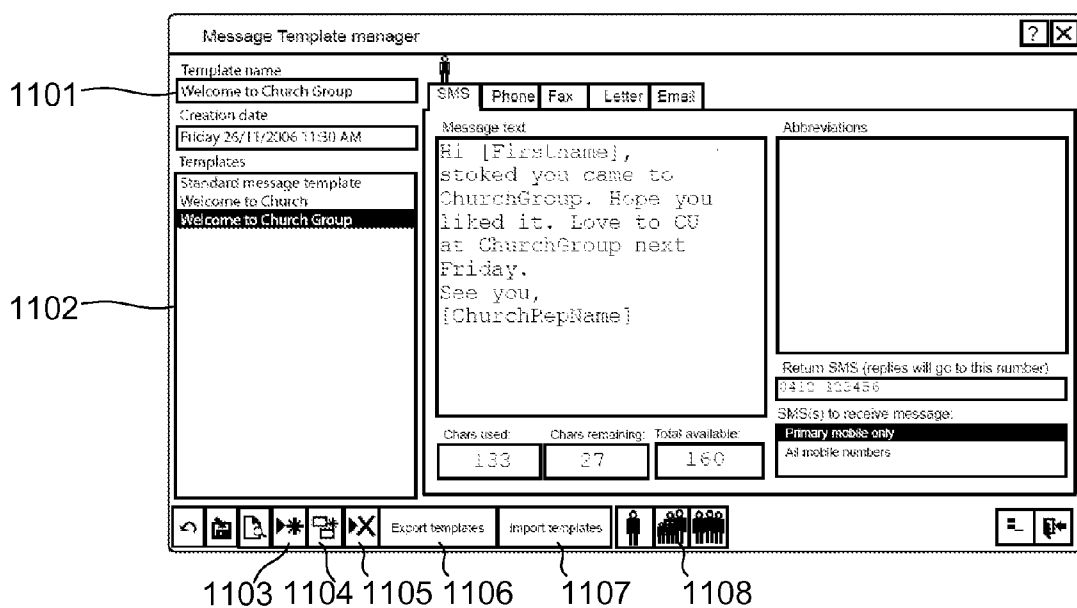 Message Template manager
?
Template name
1101
Welcome to Church Group
Creation date
Friday 26/11/2006 11:30 AM
Templates
Standard message template
Welcome to Church
Welcome to Church Group
1102
SMS
Phone
Fax
Letter
Email
Message text
Hi [Firstname],
stoked you came to
ChurchGroup. Hope you
liked it. Love to CU
at ChurchGroup next
Friday.
See you,
[ChurchRepName]
Chars used:
Chars remaining:
Total available:
133
27
160
Abbreviations
Return SMS (replies will go to this number)
0412 123456
SMS(s) to receive message:
Primary mobile only
All mobile numbers
Export templates
Import templates
1103
1104
1105
1106
1107
1108